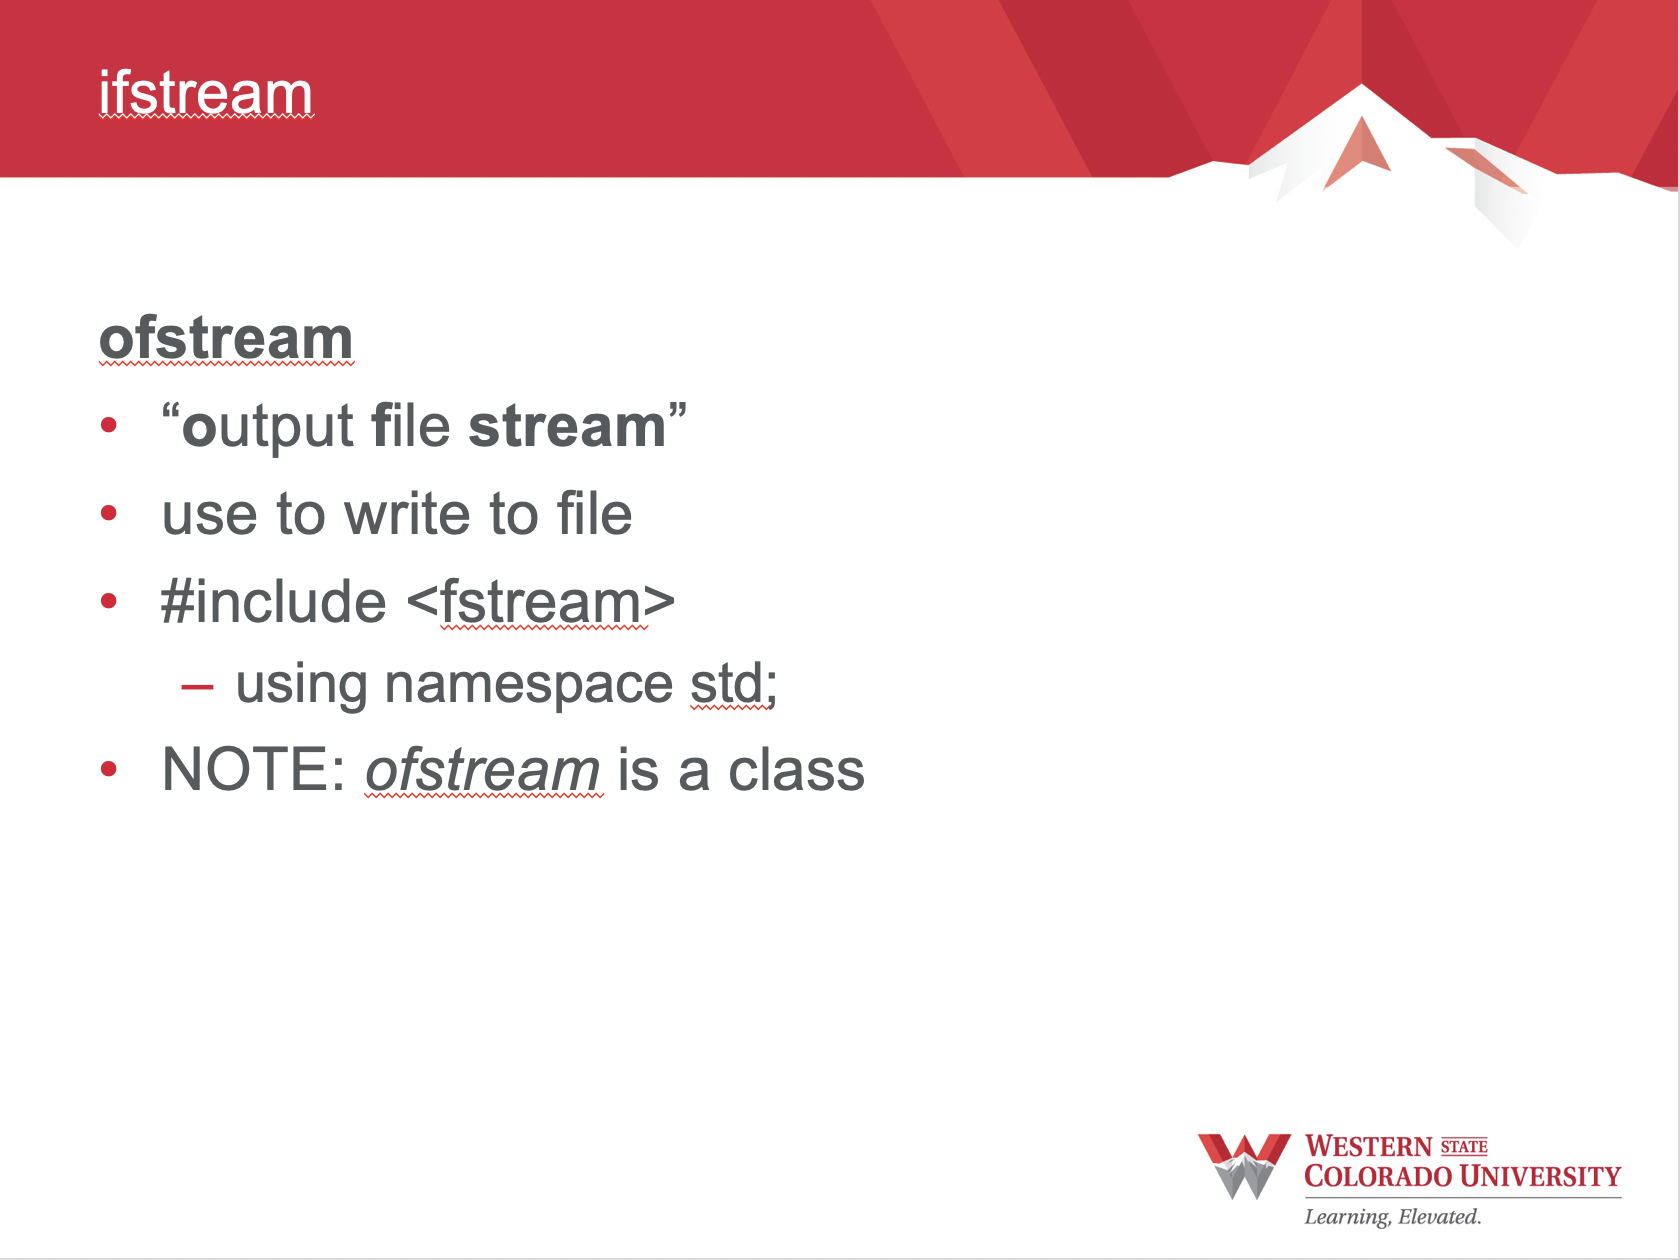 ifstream
ofstream
• “output file stream”
• use to write to file
• #include <fstream>
– using namespace std;
• NOTE: ofstream is a class
WESTERN STATE
COLORADO UNIVERSITY
Learning, Elevated.